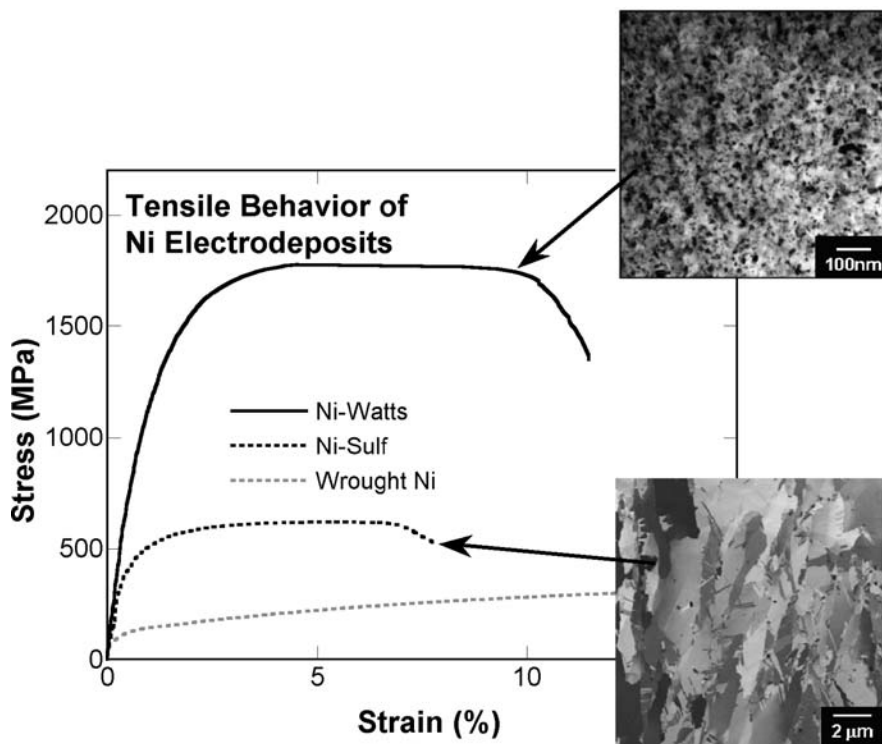 Tensile Behavior of
Ni Electrodeposits
2000
1500
1000
500
0
Stress (MPa)
Ni-Watts
Ni-Sulf
Wrought Ni
0
5
10
Strain (%)
100nm
2 μm